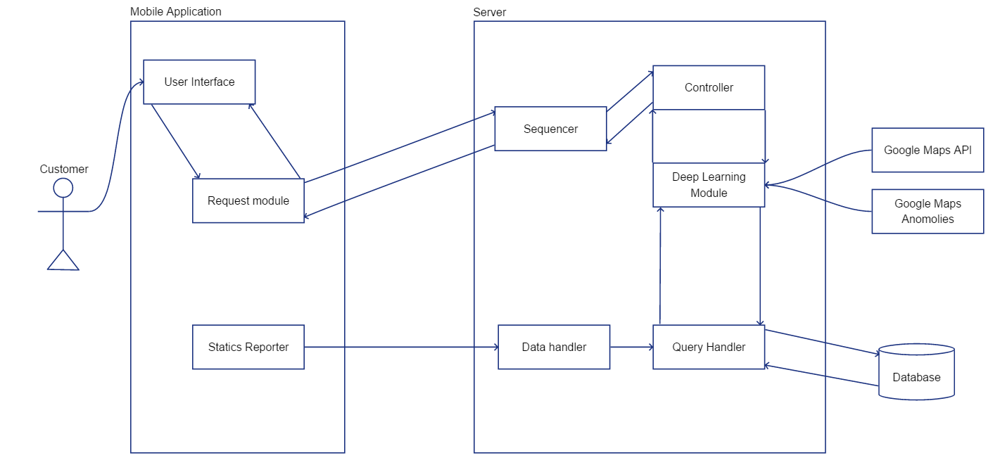 Mobile Application
Server
User Interface
Controller
Sequencer
Customer
Google Maps API
Deep Learning
Module
Request module
Google Maps
Anomolies
Statics Reporter
Data handler
Query Handler
Database